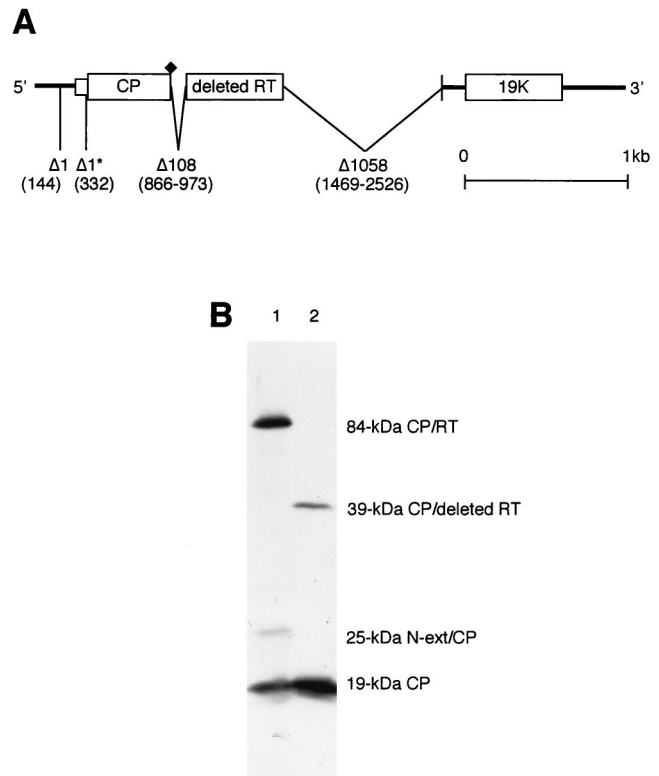 A
5' CP deleted RT 19K 3'
Δ1 Δ1* Δ108 Δ1058 0 1kb
(144) (332) (866-973) (1469-2526)
B 1 2
84-kDa CP/RT
39-kDa CP/deleted RT
25-kDa N-ext/CP
19-kDa CP